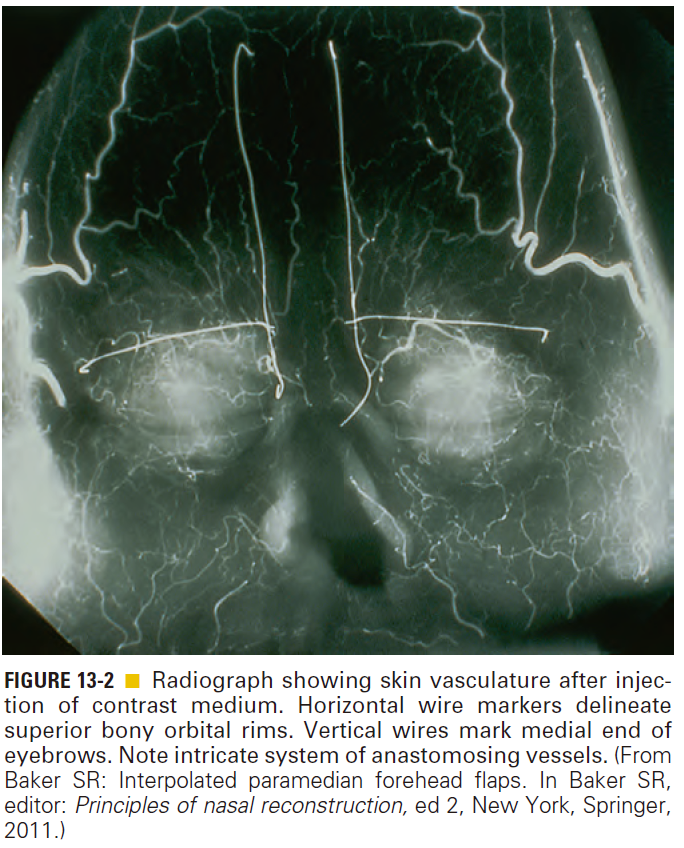 FIGURE 13-2 ■ Radiograph showing skin vasculature after injec-
tion of contrast medium. Horizontal wire markers delineate
superior bony orbital rims. Vertical wires mark medial end of
eyebrows. Note intricate system of anastomosing vessels. (From
Baker SR: Interpolated paramedian forehead flaps. In Baker SR,
editor: Principles of nasal reconstruction, ed 2, New York, Springer,
2011.)